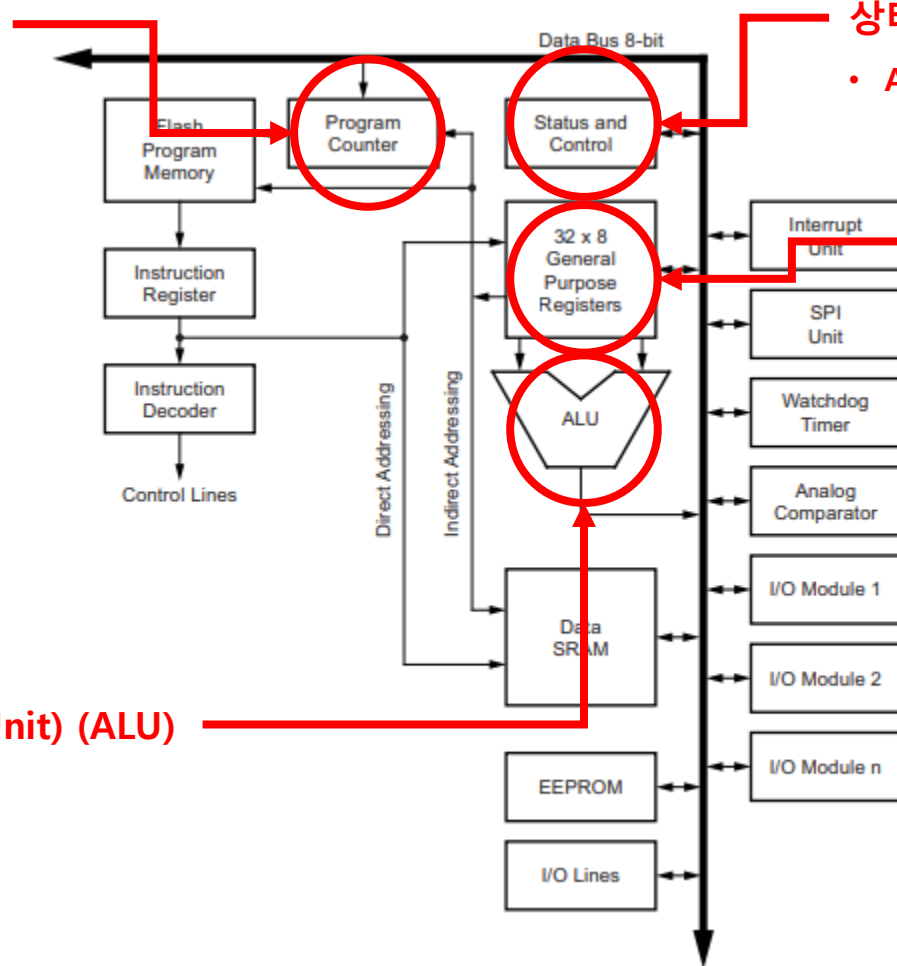 Data Bus 8-bit
상태
• A
Flash
Program
Memory
Program
Counter
Status and
Control
32 x 8
General
Purpose
Registers
Interrupt
Unit
Instruction
Register
SPI
Unit
Instruction
Decoder
ALU
Watchdog
Timer
Control Lines
Direct Addressing
Indirect Addressing
Analog
Comparator
Data
SRAM
I/O Module 1
I/O Module 2
nit) (ALU)
EEPROM
I/O Module n
I/O Lines